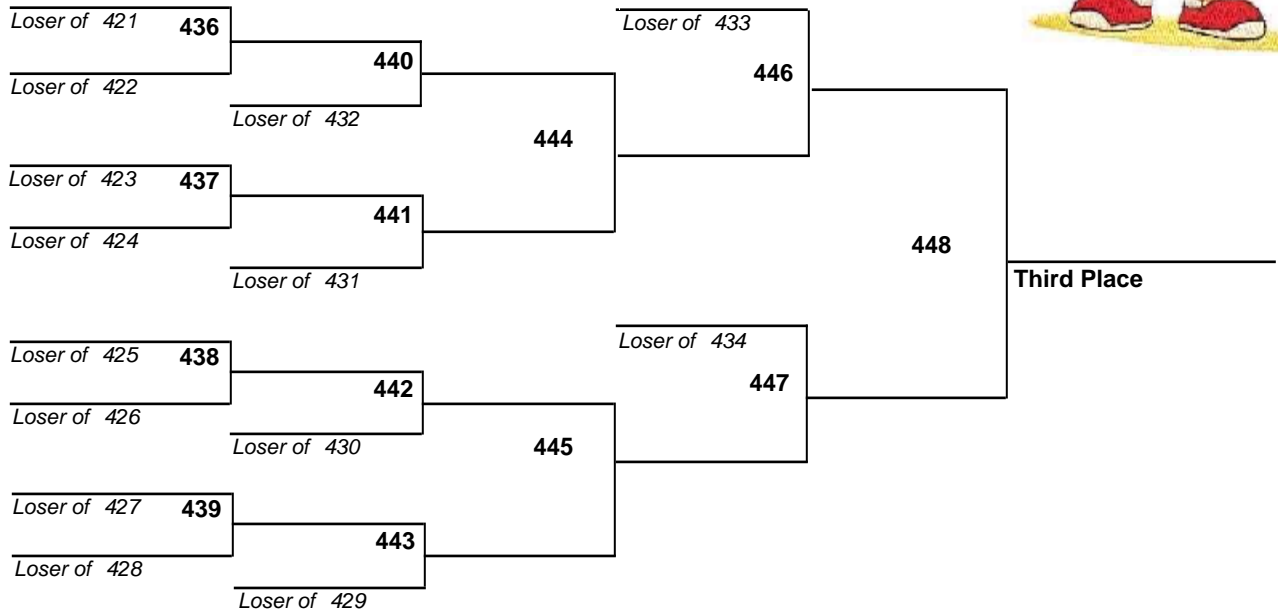 Loser of 421
436
Loser of 422
440
Loser of 432
Loser of 423
437
Loser of 424
441
Loser of 431
444
Loser of 433
446
Loser of 425
438
Loser of 426
442
Loser of 430
Loser of 427
439
Loser of 428
443
Loser of 429
445
Loser of 434
447
448
Third Place